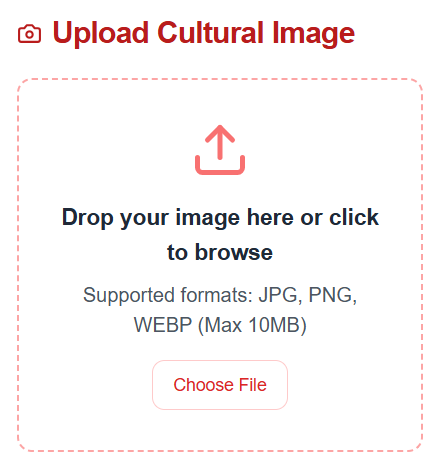 Upload Cultural Image
Drop your image here or click
to browse
Supported formats: JPG, PNG,
WEBP (Max 10MB)
Choose File